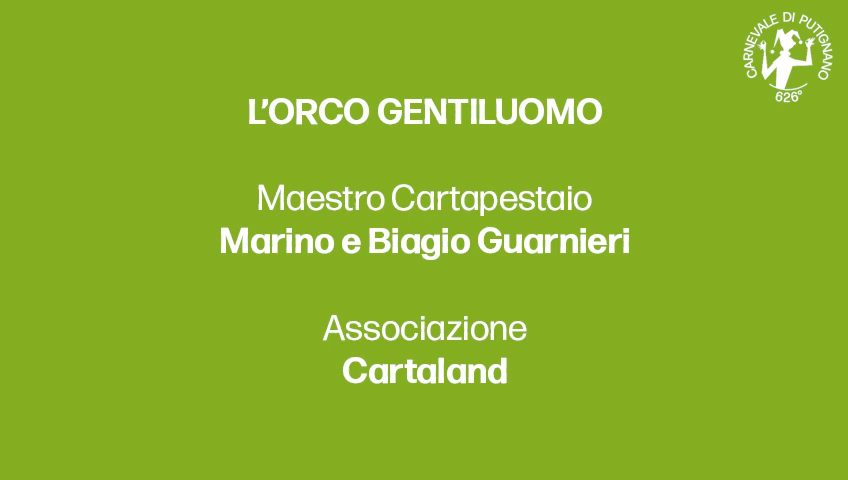 CARNEVALE DI PUTIGNANO
626°
L'ORCO GENTILUOMO
Maestro Cartapestaio
Marino e Biagio Guarnieri
Associazione
Cartaland